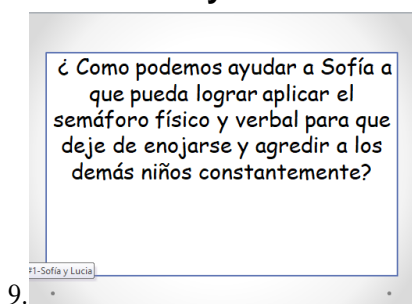 ¿ Como podemos ayudar a Sofía a
que pueda lograr aplicar el
semáforo físico y verbal para que
deje de enojarse y agredir a los
demás niños constantemente?
#1-Sofía y Lucia
9.